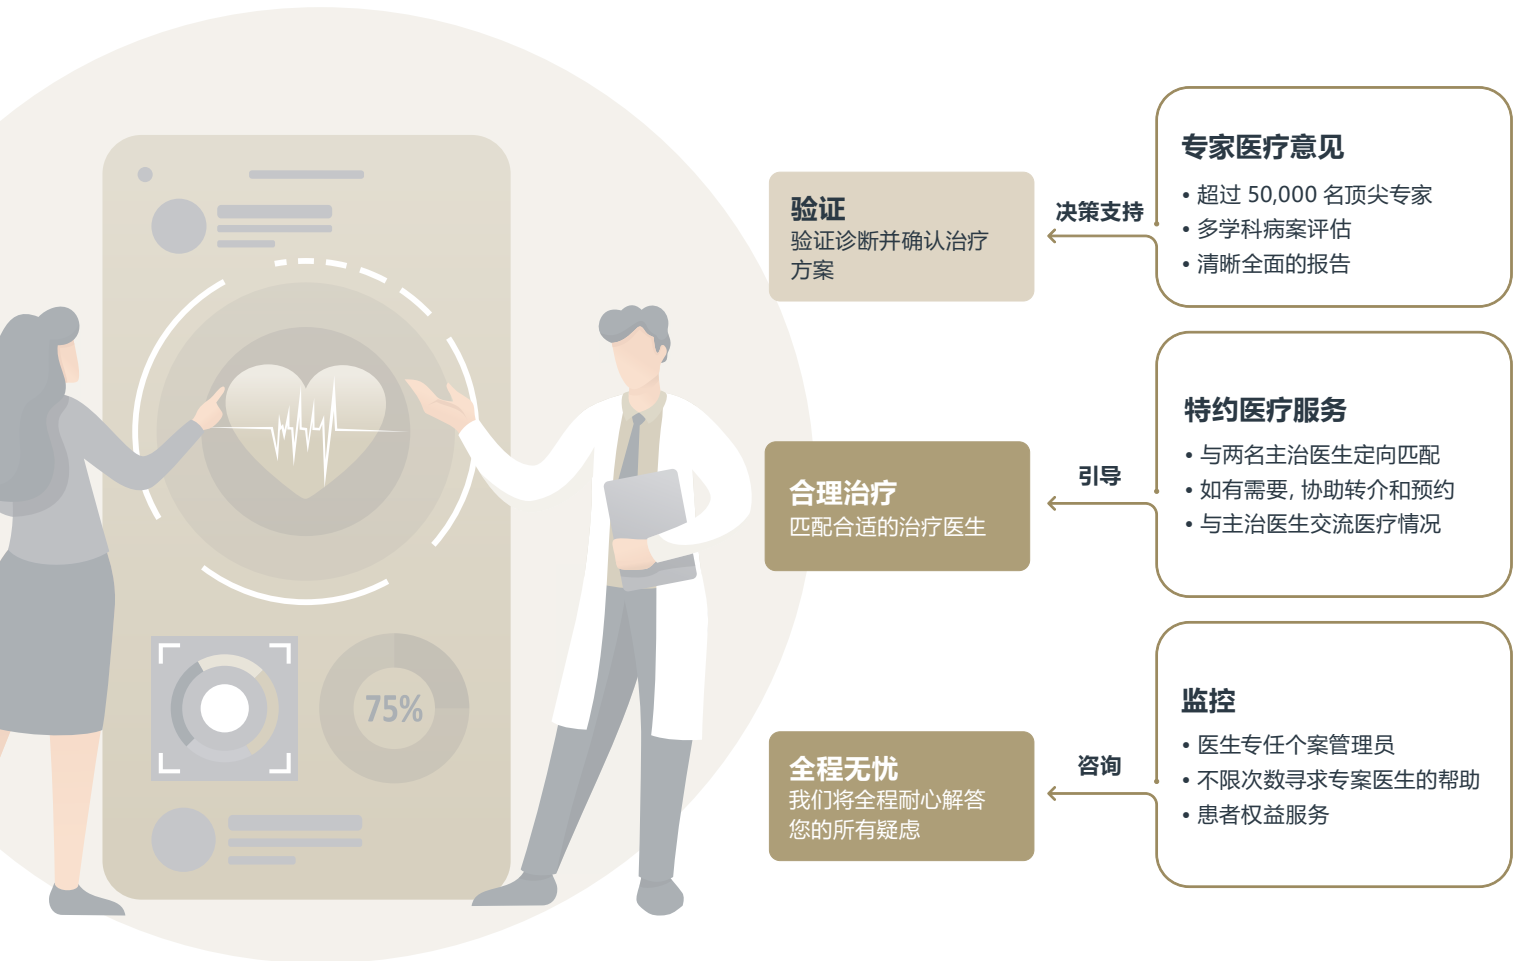 75%
验证
验证诊断并确认治疗
方案
决策支持
专家医疗意见
• 超过 50,000 名顶尖专家
• 多学科病案评估
• 清晰全面的报告
合理治疗
匹配合适的治疗医生
引导
特约医疗服务
• 与两名主治医生定向匹配
• 如有需要, 协助转介和预约
• 与主治医生交流医疗情况
全程无忧
我们将全程耐心解答
您的所有疑虑
咨询
监控
• 医生专任个案管理员
• 不限次数寻求专案医生的帮助
• 患者权益服务